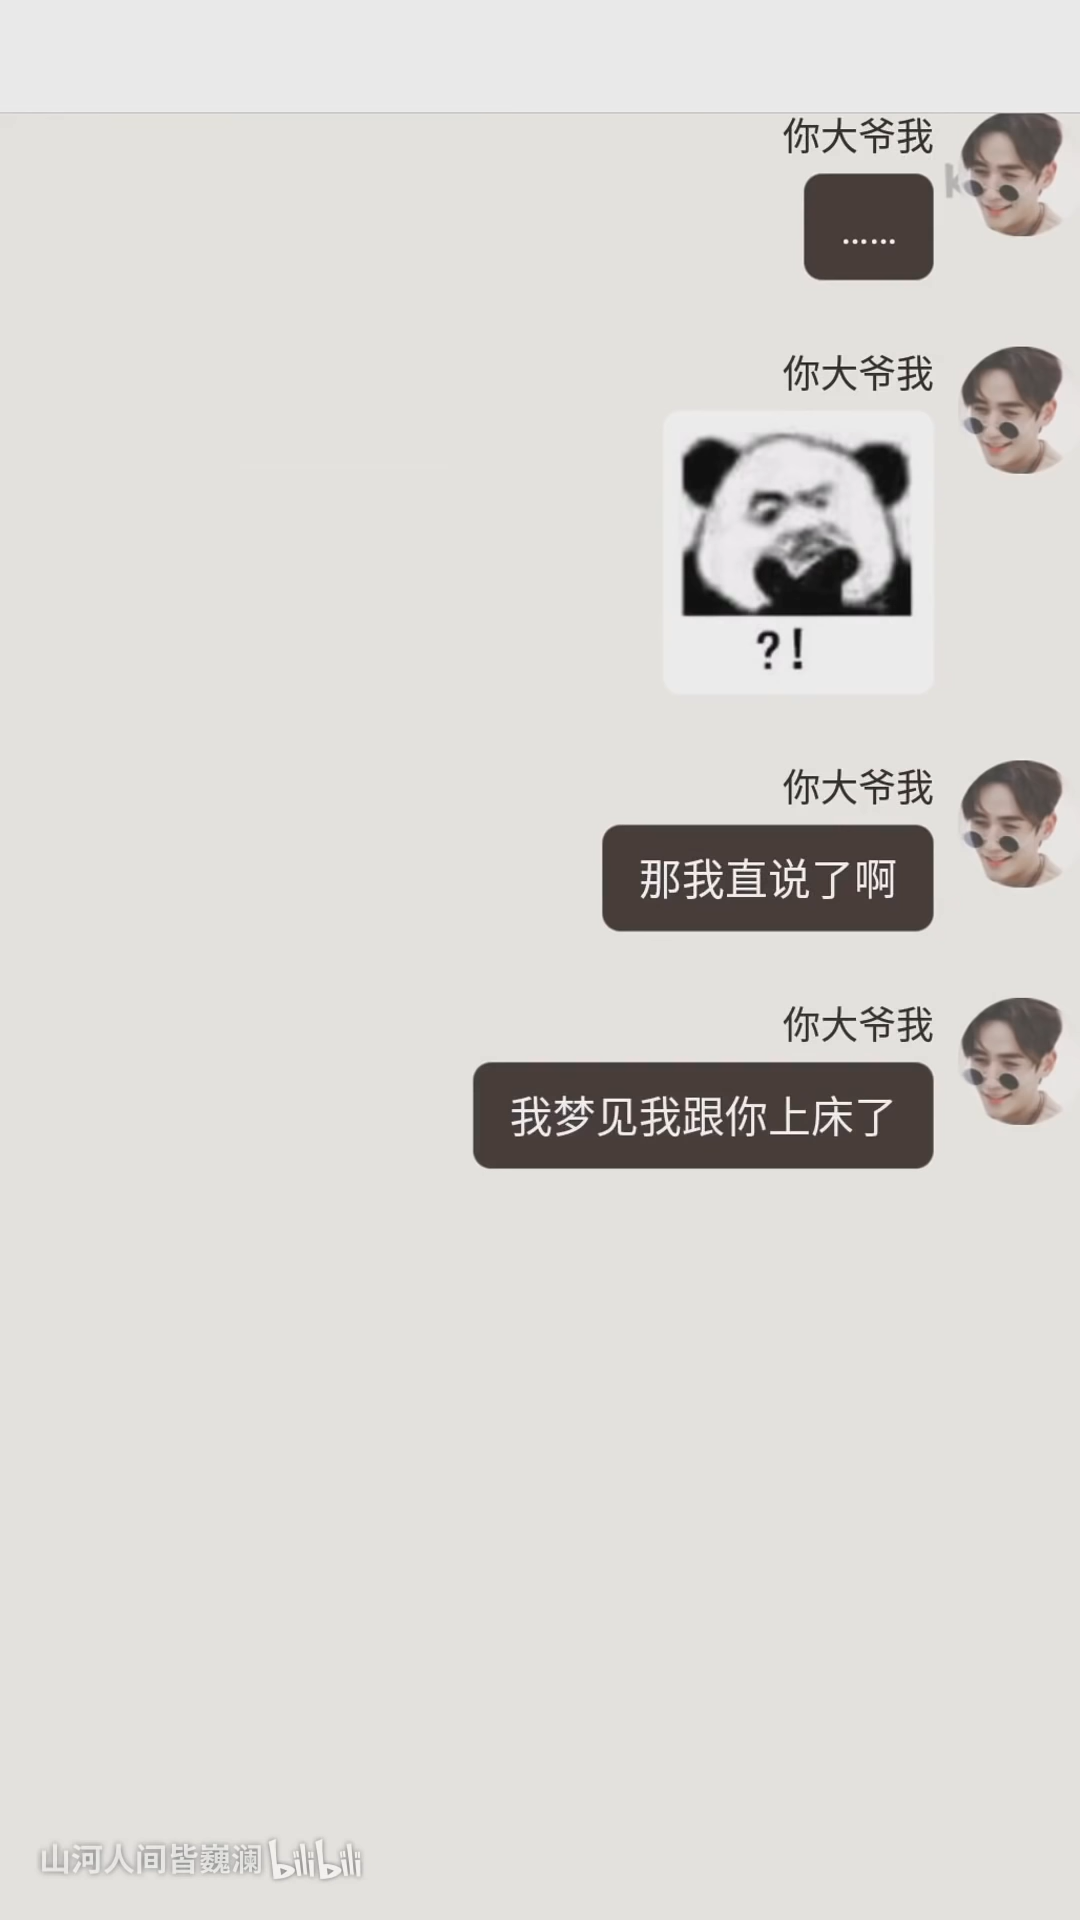 你大爷我
......
你大爷我
?!
你大爷我
那我直说了啊
你大爷我
我梦见我跟你上床了
山河人间皆巍澜 bilibili